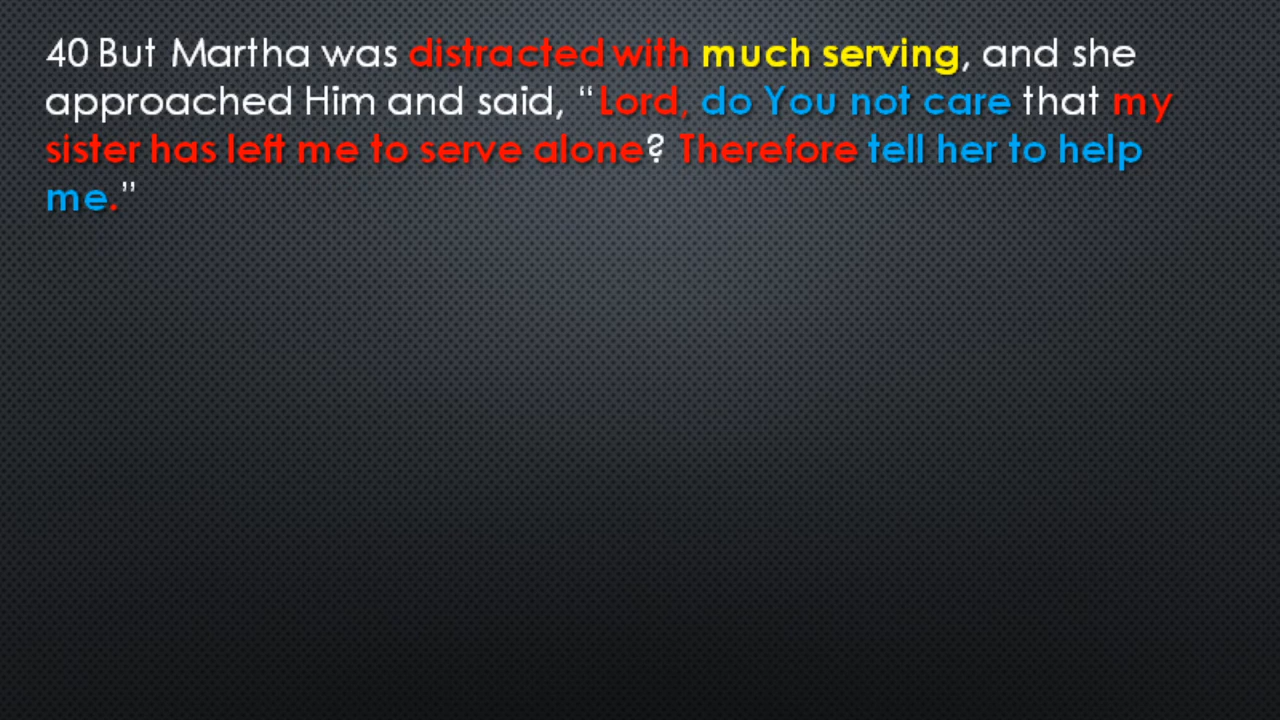 40 But Martha was distracted with much serving, and she
approached Him and said, “Lord, do You not care that my
sister has left me to serve alone? Therefore tell her to help
me.”